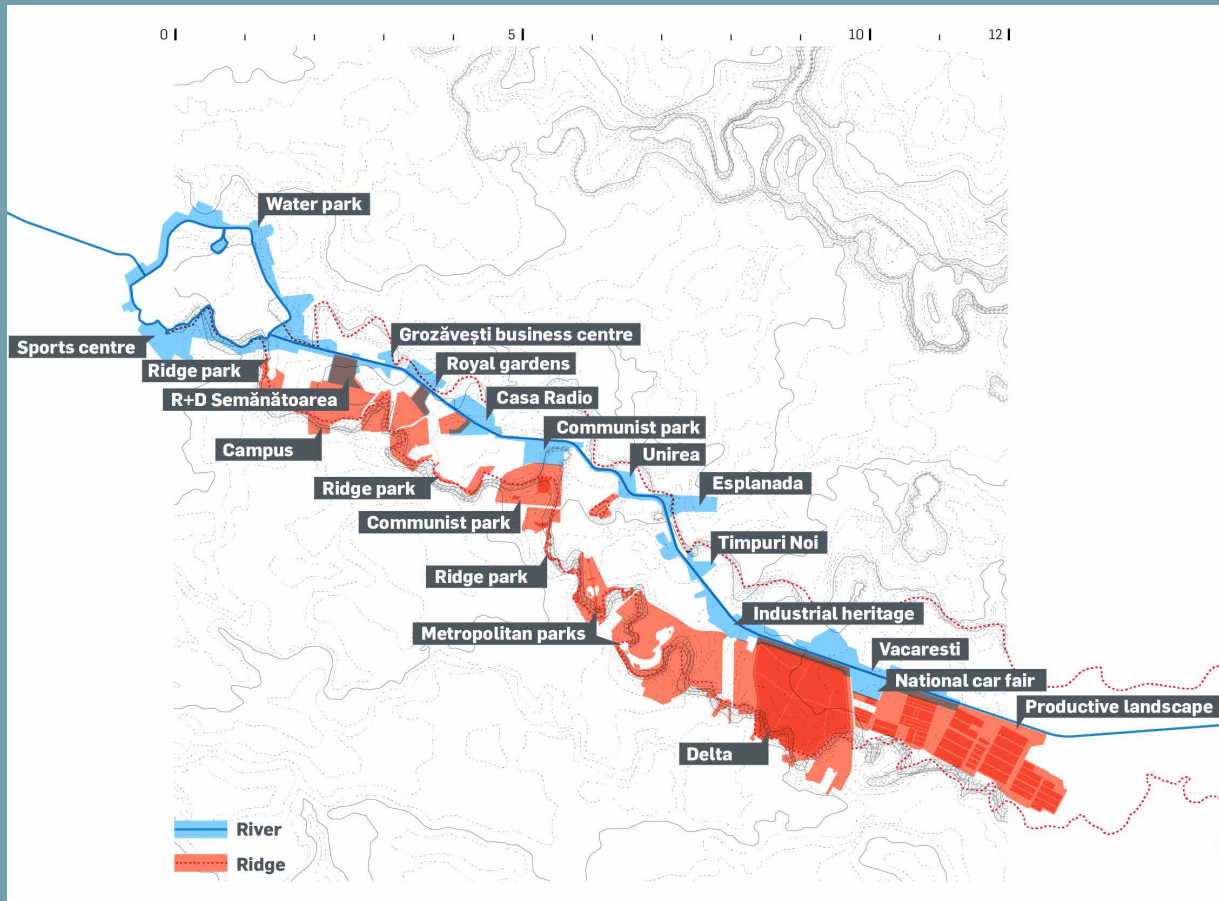 0 5 10 12
Water park
Grozăvești business centre
Sports centre
Ridge park
Royal gardens
R+D Semănătoarea
Casa Radio
Communist park
Campus
Unirea
Esplanada
Ridge park
Communist park
Timpuri Noi
Ridge park
Industrial heritage
Metropolitan parks
Vacaresti
National car fair
Productive landscape
Delta
River
Ridge